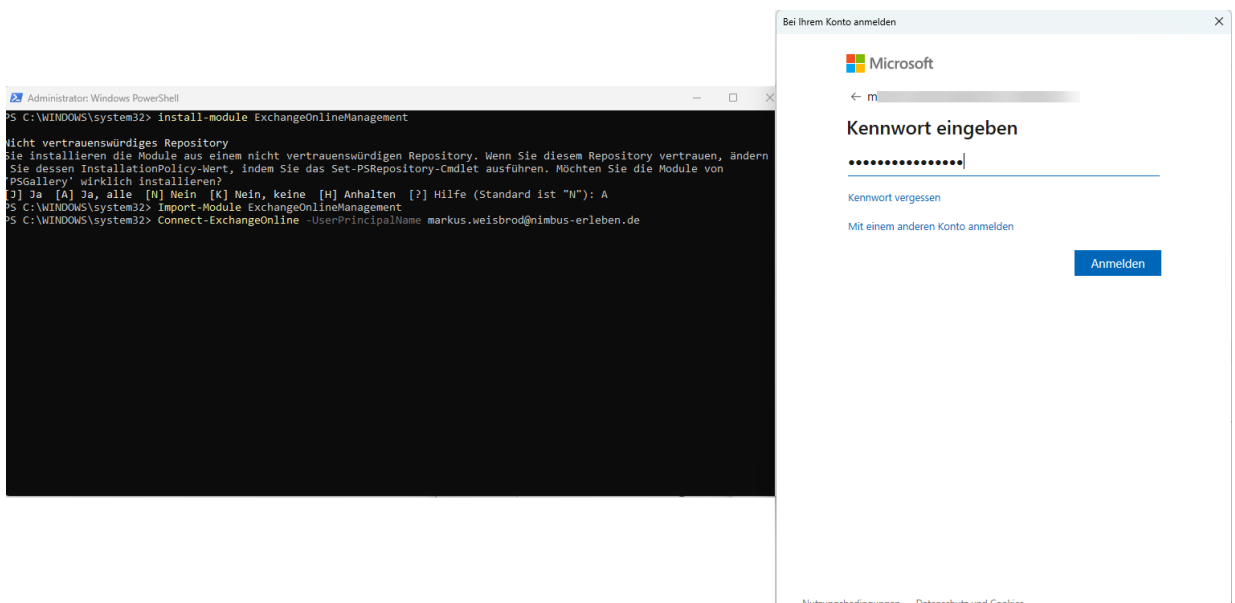 Administrator: Windows PowerShell
PS C:\WINDOWS\system32> install-module ExchangeOnlineManagement
Nicht vertrauenswürdiges Repository
Sie installieren die Module aus einem nicht vertrauenswürdigen Repository. Wenn Sie diesem Repository vertrauen, ändern
Sie dessen InstallationPolicy-Wert, indem Sie das Set-PSRepository-Cmdlet ausführen. Möchten Sie die Module von
'PSGallery' wirklich installieren?
[J] Ja  [A] Ja, alle  [N] Nein  [K] Nein, keine  [H] Anhalten  [?] Hilfe (Standard ist "N"): A
PS C:\WINDOWS\system32> Import-Module ExchangeOnlineManagement
PS C:\WINDOWS\system32> Connect-ExchangeOnline -UserPrincipalName markus.weisbrod@nimbus-erleben.de
Bei Ihrem Konto anmelden
Microsoft
← m
Kennwort eingeben
••••••••••••••••
Kennwort vergessen
Mit einem anderen Konto anmelden
Anmelden
Nutzungsbedingungen Datenschutz und Cookies